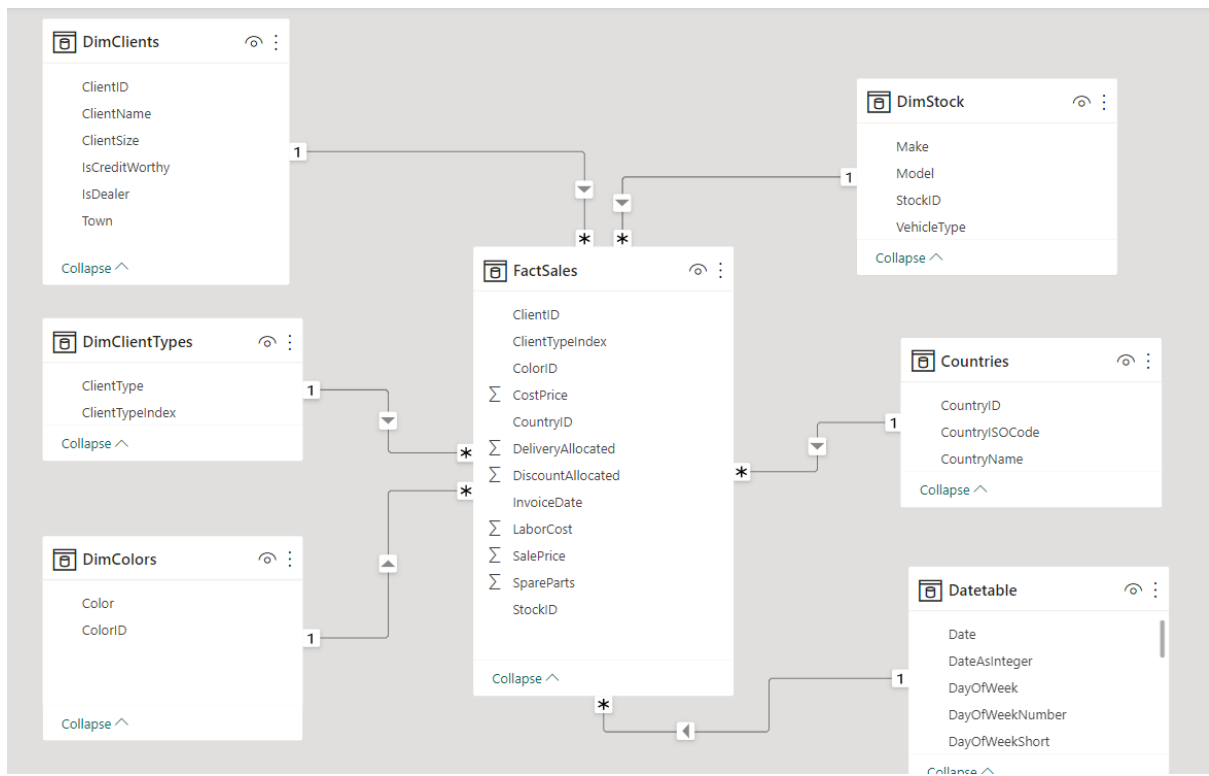 DimClients
ClientID
ClientName
ClientSize
IsCreditWorthy
IsDealer
Town
Collapse
1
*
DimStock
Make
Model
StockID
VehicleType
Collapse
1
*
FactSales
ClientID
ClientTypeIndex
ColorID
Σ CostPrice
CountryID
Σ DeliveryAllocated
Σ DiscountAllocated
InvoiceDate
Σ LaborCost
Σ SalePrice
Σ SpareParts
StockID
Collapse
DimClientTypes
ClientType
ClientTypeIndex
Collapse
1
*
Countries
CountryID
CountryISOCode
CountryName
Collapse
1
*
DimColors
Color
ColorID
Collapse
1
*
Datetable
Date
DateAsInteger
DayOfWeek
DayOfWeekNumber
DayOfWeekShort
Collapse
1
*